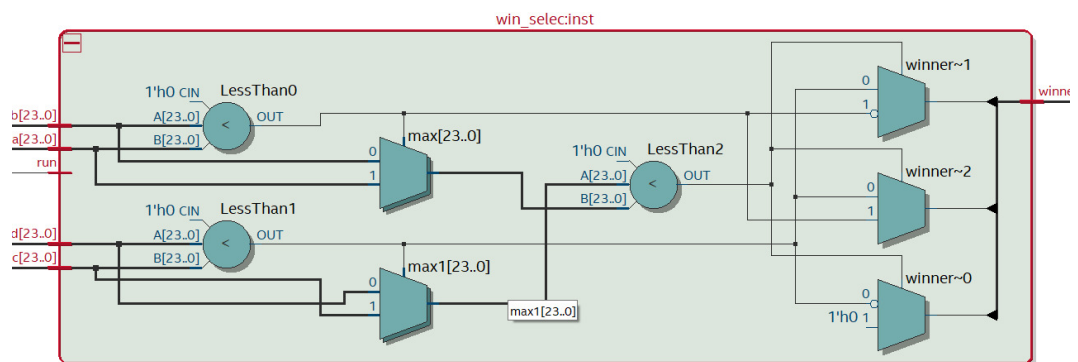 win_selec:inst
LessThan0
1'h0 CIN
A[23..0]
B[23..0]
OUT
b[23..0]
a[23..0]
run
max[23..0]
0
1
LessThan1
1'h0 CIN
A[23..0]
B[23..0]
OUT
d[23..0]
c[23..0]
max1[23..0]
0
1
max1[23..0]
LessThan2
1'h0 CIN
A[23..0]
B[23..0]
OUT
winner~1
0
1
winner~2
0
1
winner~0
0
1'h0 1
winne